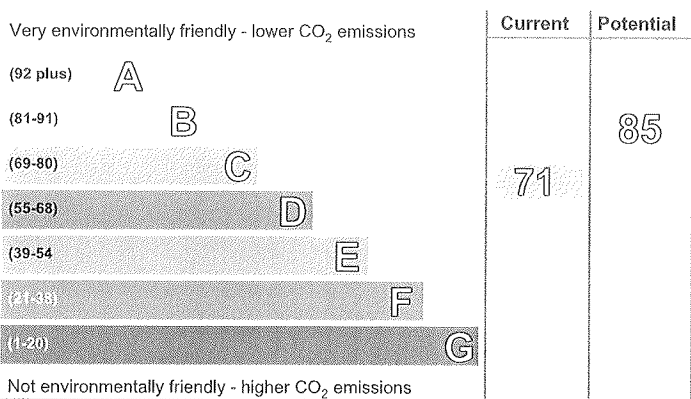 Very environmentally friendly - lower CO2 emissions
Current
Potential
(92 plus) A
(81-91) B
85
(69-80) C
71
(55-68) D
(39-54 E
(21-38) F
(1-20) G
Not environmentally friendly - higher CO2 emissions